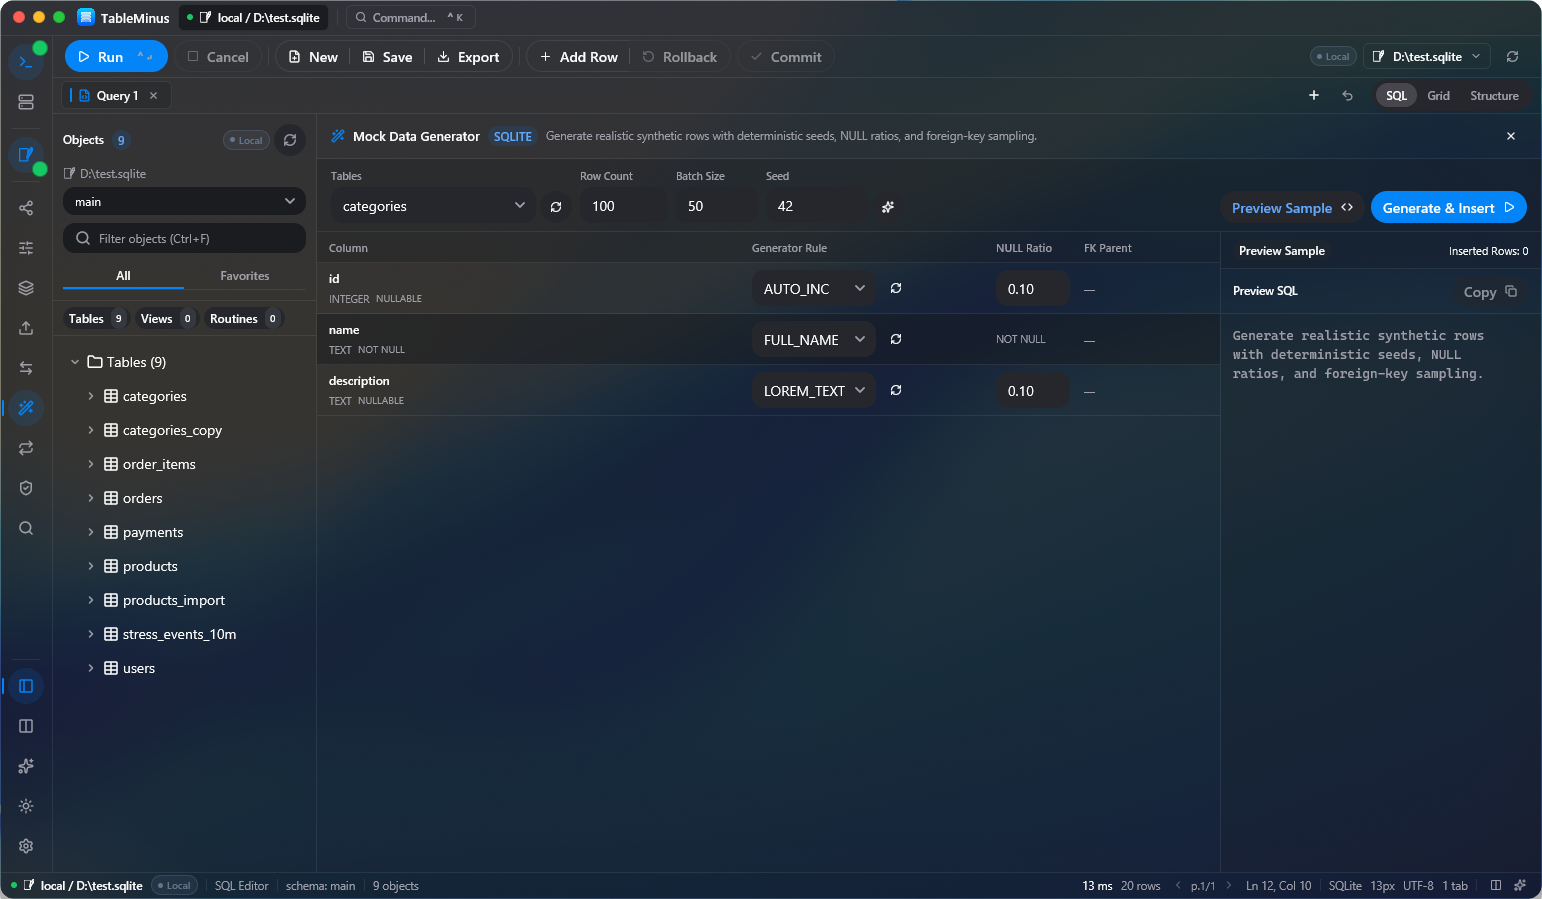 TableMinus
local / D:\test.sqlite
Command... ^ K
Run
Cancel
New
Save
Export
Add Row
Rollback
Commit
Local
D:\test.sqlite
Query 1
SQL
Grid
Structure
Objects 9
Local
D:\test.sqlite
main
Filter objects (Ctrl+F)
All
Favorites
Tables 9
Views 0
Routines 0
Tables (9)
categories
categories_copy
order_items
orders
payments
products
products_import
stress_events_10m
users
Mock Data Generator SQLITE Generate realistic synthetic rows with deterministic seeds, NULL ratios, and foreign-key sampling.
Tables
Row Count
Batch Size
Seed
categories
100
50
42
Preview Sample
Generate & Insert
Column
Generator Rule
NULL Ratio
FK Parent
id
INTEGER NULLABLE
AUTO_INC
0.10
—
name
TEXT NOT NULL
FULL_NAME
NOT NULL
—
description
TEXT NULLABLE
LOREM_TEXT
0.10
—
Preview Sample
Inserted Rows: 0
Preview SQL
Copy
Generate realistic synthetic rows
with deterministic seeds, NULL
ratios, and foreign-key sampling.
local / D:\test.sqlite
Local
SQL Editor
schema: main
9 objects
13 ms
20 rows
p.1/1
Ln 12, Col 10
SQLite
13px
UTF-8
1 tab